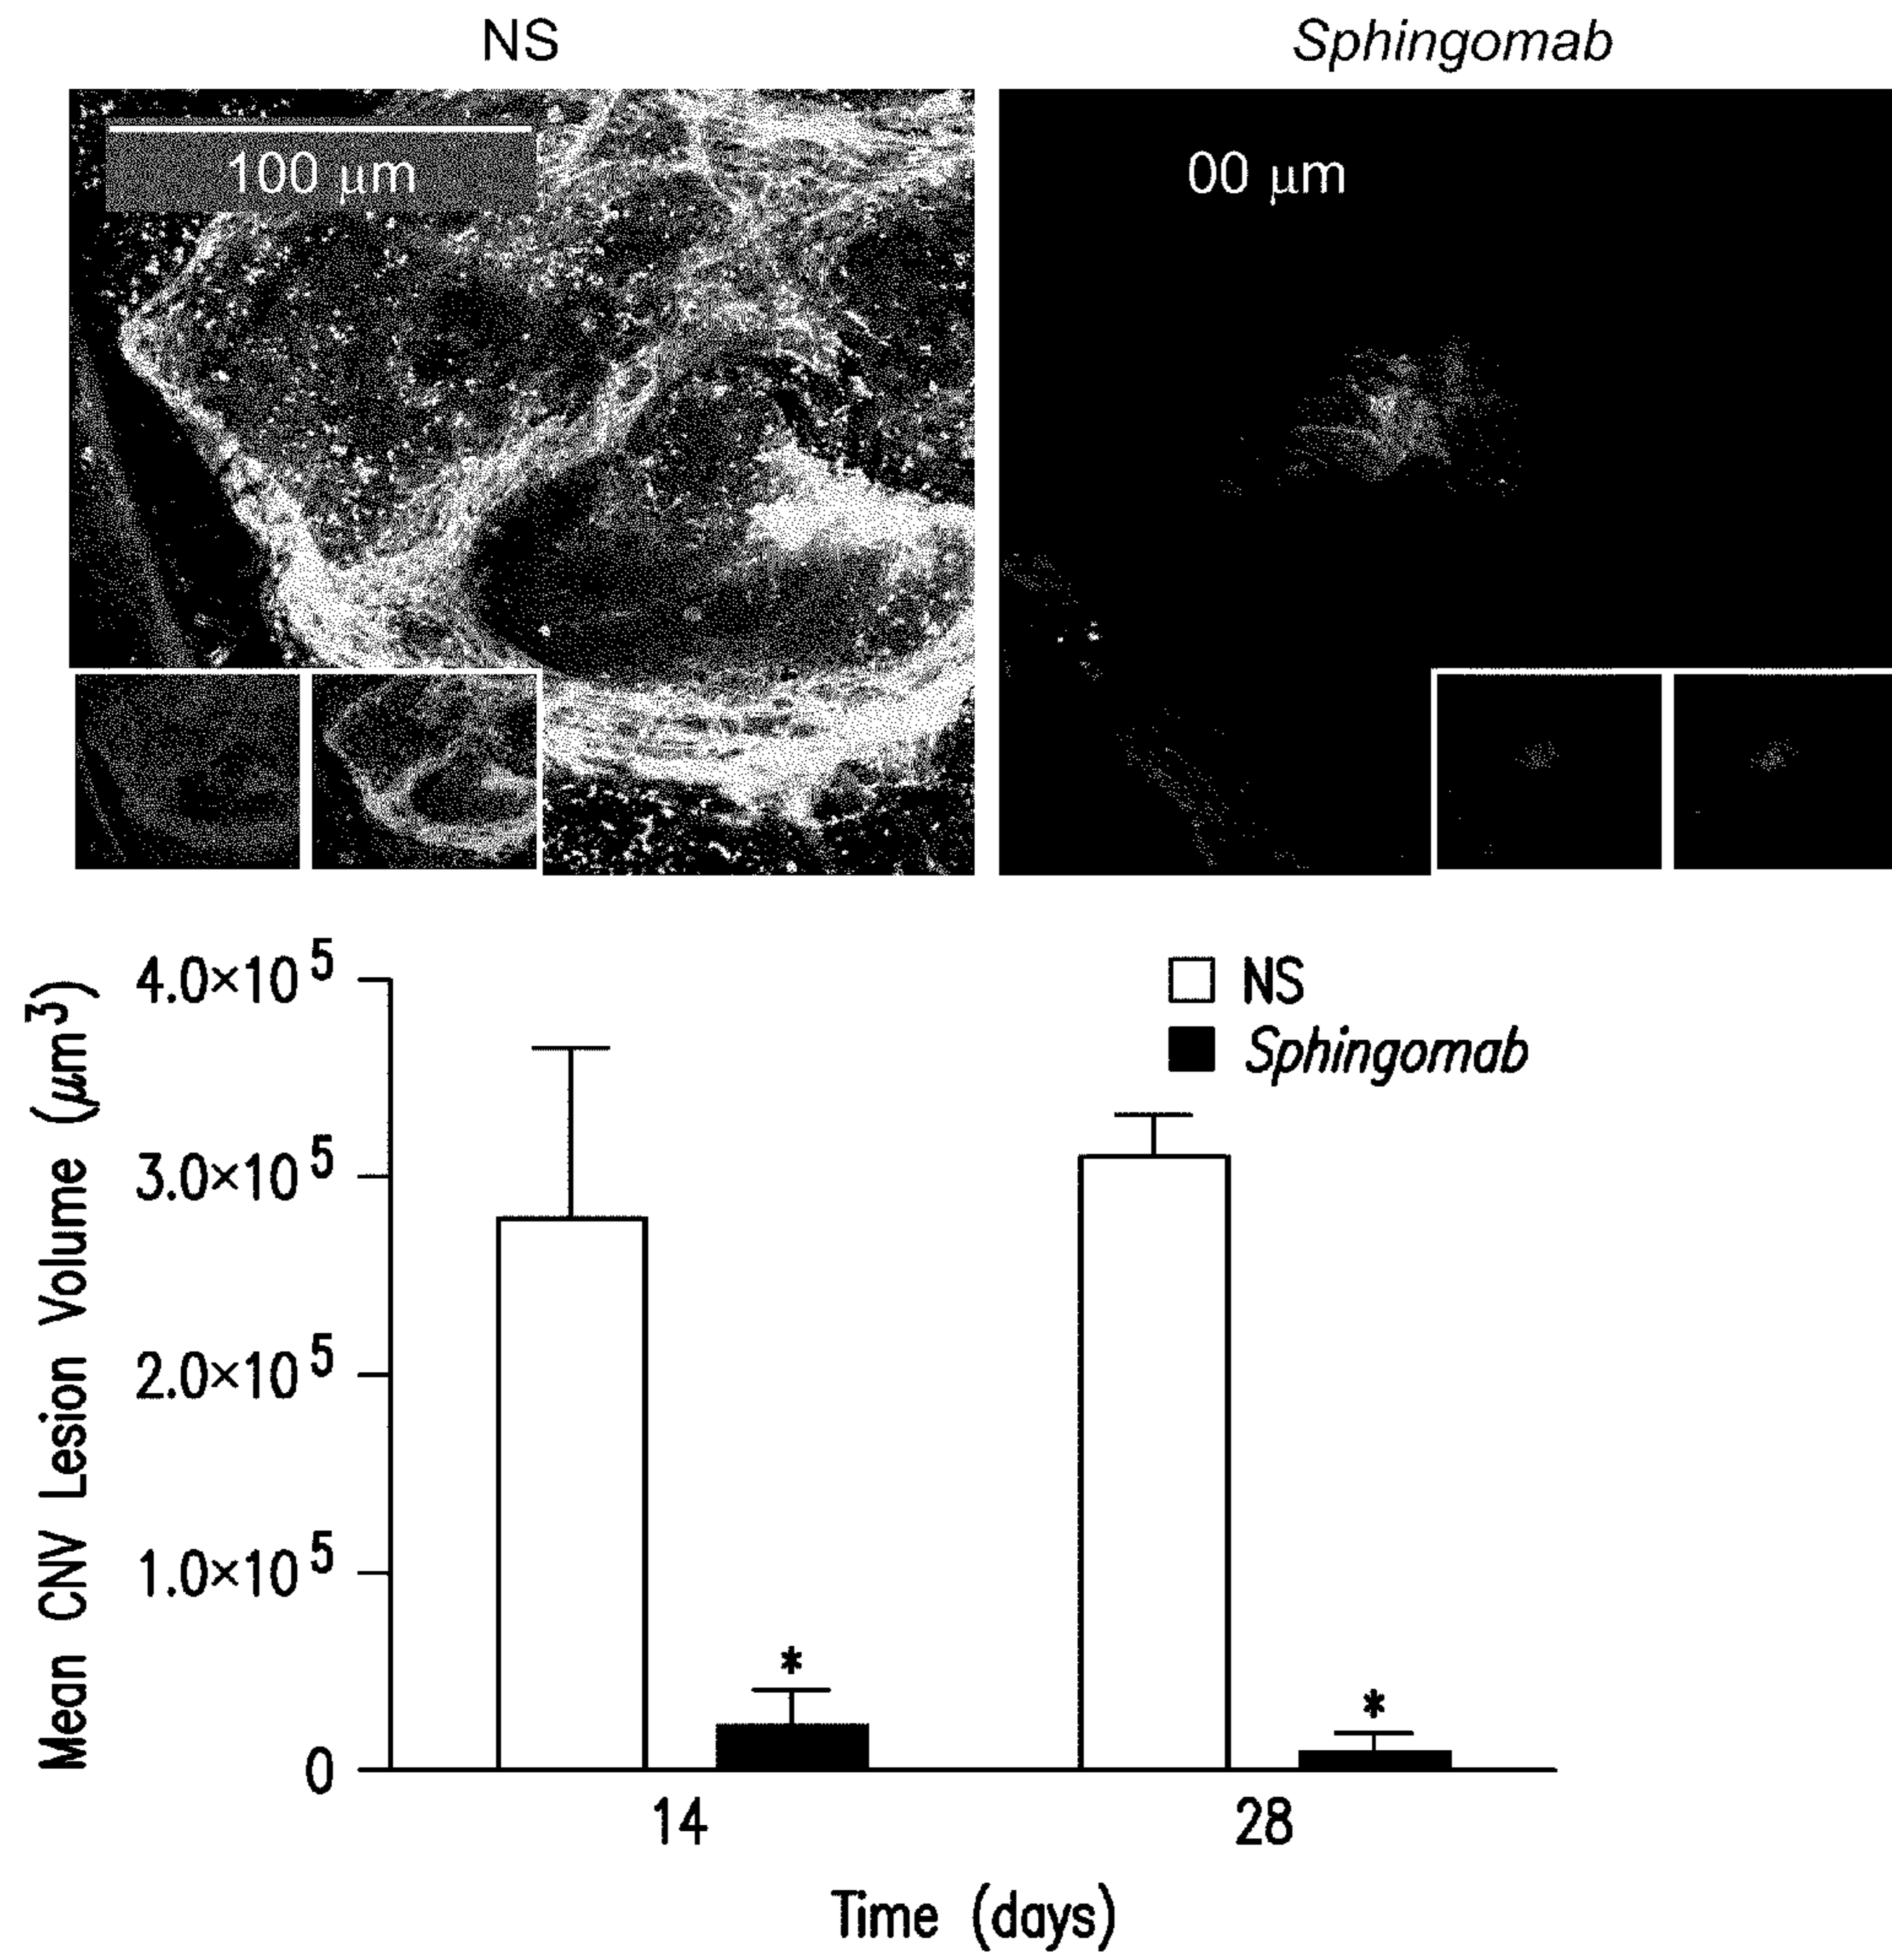 NS
Sphingomab
100 μm
00 μm
4.0×10⁵
3.0×10⁵
2.0×10⁵
1.0×10⁵
0
Mean CNV Lesion Volume (μm³)
NS
Sphingomab
*
*
14
28
Time (days)